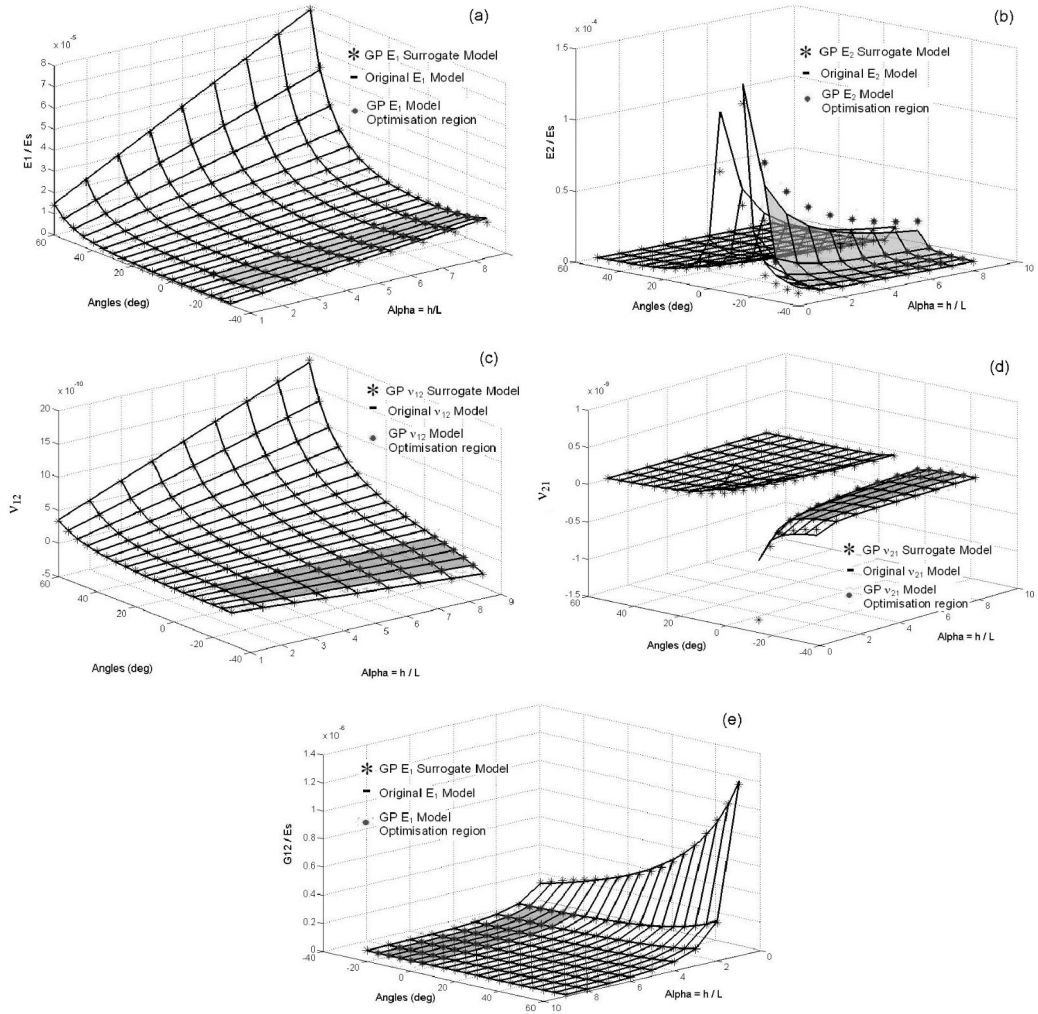 (a)
x 10⁻⁵
✱ GP E₁ Surrogate Model
Original E₁ Model
GP E₁ Model
Optimisation region
E1 / Es
8
7
6
5
4
3
2
1
0
60
40
20
0
-20
-40
Angles (deg)
1
2
3
4
5
6
7
8
9
Alpha = h/L
(b)
x 10⁻⁴
✱ GP E₂ Surrogate Model
Original E₂ Model
GP E₂ Model
Optimisation region
E2 / Es
1.5
1
0.5
0
60
40
20
0
-20
-40
Angles (deg)
0
2
4
6
8
10
Alpha = h / L
(c)
x 10⁻¹⁰
✱ GP ν₁₂ Surrogate Model
Original ν₁₂ Model
GP ν₁₂ Model
Optimisation region
ν₁₂
20
15
10
5
0
-5
60
40
20
0
-20
-40
Angles (deg)
1
2
3
4
5
6
7
8
9
Alpha = h / L
(d)
x 10⁻⁹
✱ GP ν₂₁ Surrogate Model
Original ν₂₁ Model
GP ν₂₁ Model
Optimisation region
ν₂₁
1
0.5
0
-0.5
-1
-1.5
60
40
20
0
-20
-40
Angles (deg)
0
2
4
6
8
10
Alpha = h / L
(e)
x 10⁻⁶
✱ GP E₁ Surrogate Model
Original E₁ Model
GP E₁ Model
Optimisation region
G12 / Es
1.4
1.2
1
0.8
0.6
0.4
0.2
0
-40
-20
0
20
40
60
Angles (deg)
10
8
6
4
2
0
Alpha = h / L